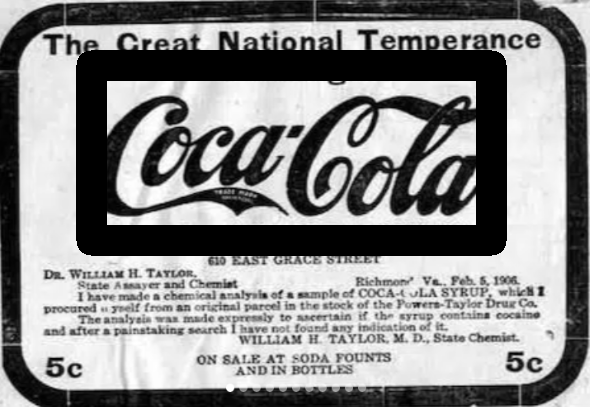 The Great National Temperance
Coca-Cola
TRADE MARK
610 EAST GRACE STREET
DR. WILLIAM H. TAYLOR,
State Assayer and Chemist
Richmon' Va., Feb. 5, 1906.
I have made a chemical analysis of a sample of COCA-C OLA SYRUP, which I
procured yself from an original parcel in the stock of the Powers-Taylor Drug Co.
The analysis was made expressly to ascertain if the syrup contains cocaine
and after a painstaking search I have not found any indication of it.
WILLIAM H. TAYLOR, M. D., State Chemist.
5c
ON SALE AT SODA FOUNTS
AND IN BOTTLES
5c